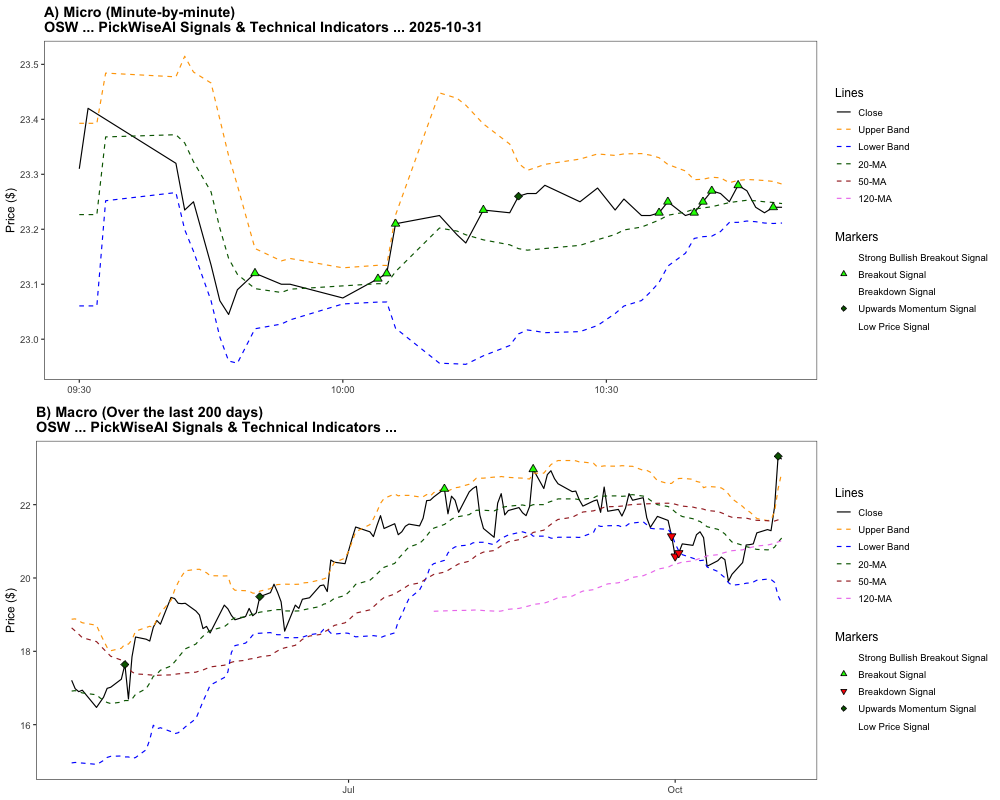 A) Micro (Minute-by-minute)
OSW ... PickWiseAI Signals & Technical Indicators ... 2025-10-31
Price ($)
23.5
23.4
23.3
23.2
23.1
23.0
09:30
10:00
10:30
Lines
Close
Upper Band
Lower Band
20-MA
50-MA
120-MA
Markers
Strong Bullish Breakout Signal
Breakout Signal
Breakdown Signal
Upwards Momentum Signal
Low Price Signal
B) Macro (Over the last 200 days)
OSW ... PickWiseAI Signals & Technical Indicators ...
Price ($)
22
20
18
16
Jul
Oct
Lines
Close
Upper Band
Lower Band
20-MA
50-MA
120-MA
Markers
Strong Bullish Breakout Signal
Breakout Signal
Breakdown Signal
Upwards Momentum Signal
Low Price Signal